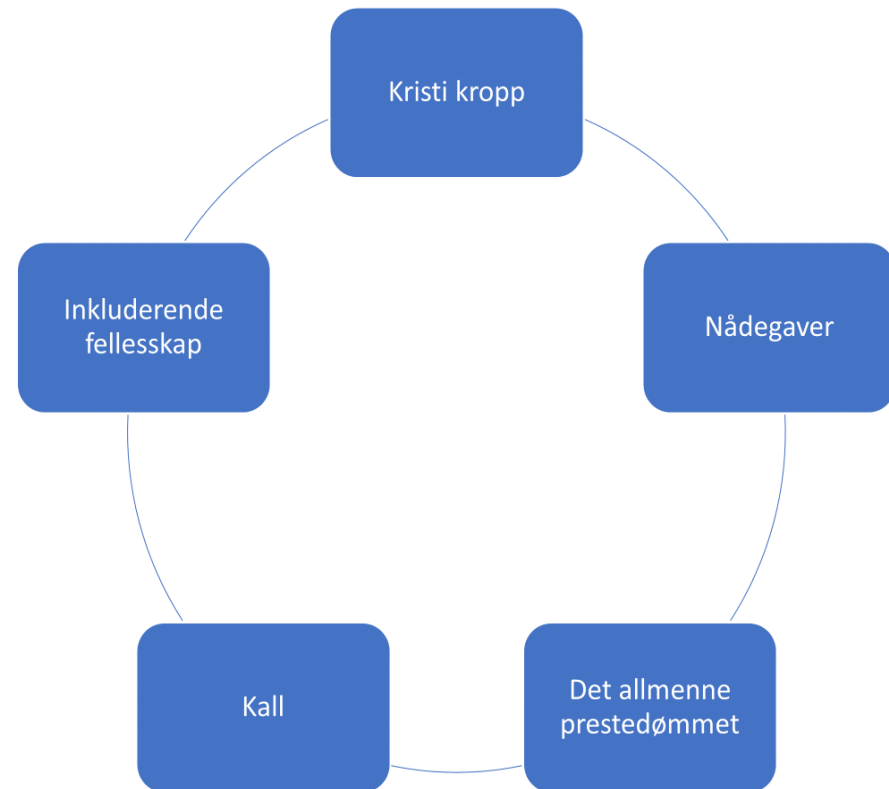 Kristi kropp
Nådegaver
Det allmenne
prestedømmet
Kall
Inkluderende
fellesskap